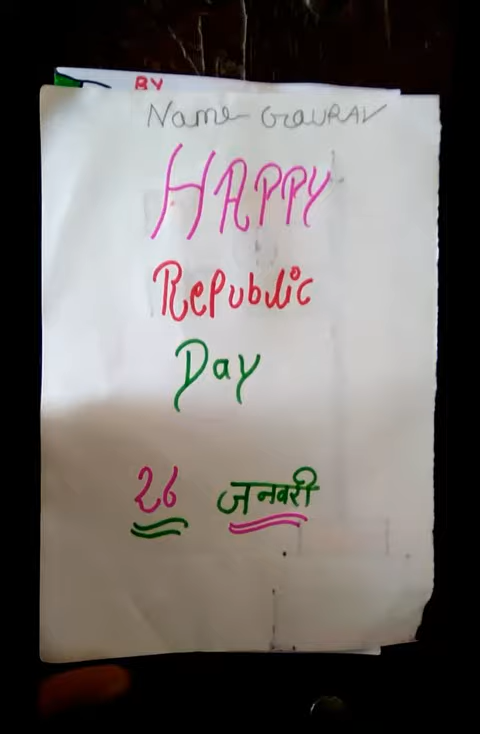 BY
Name- GAURAV
HAPPY
Republic
Day
26 जनवरी